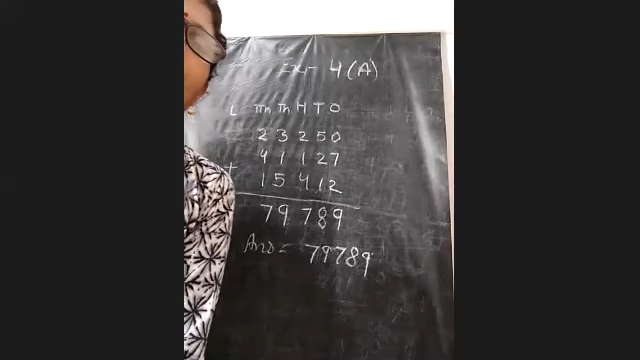 Ex- 4(A)
L TTh Th H T O
2 3 2 5 0
4 1 1 2 7
+ 1 5 4 1 2
7 9 7 8 9
Ans = 79789